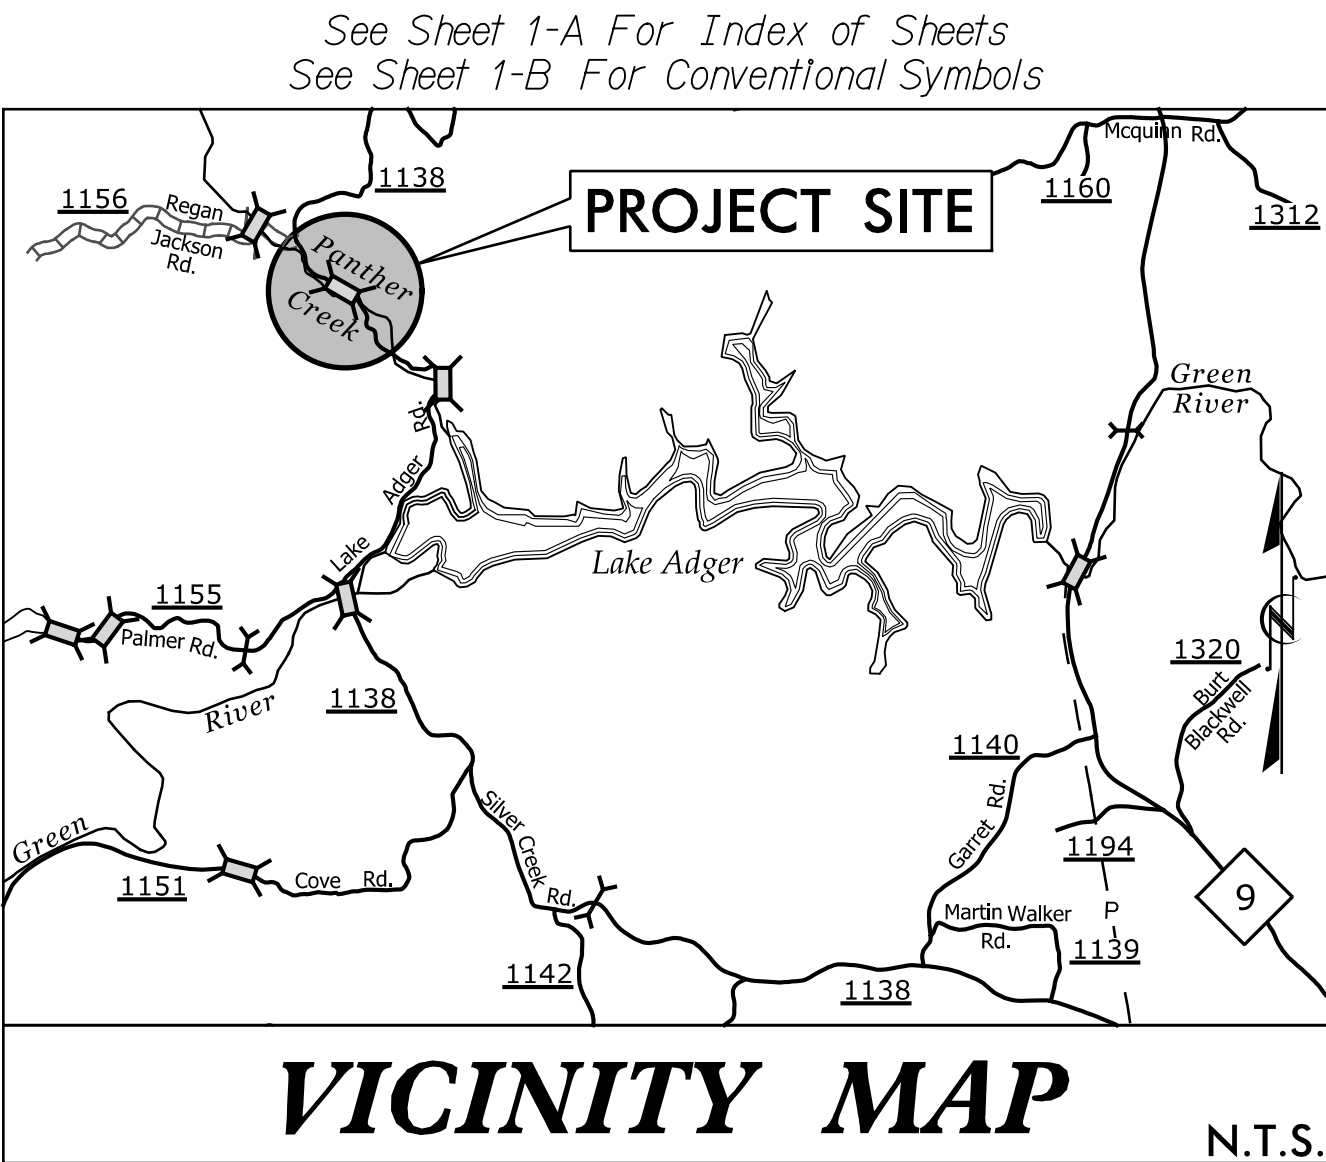 See Sheet 1-A For Index of Sheets
See Sheet 1-B For Conventional Symbols
Mcquinn Rd.
1138
1160
1156
Regan
Jackson
Rd.
PROJECT SITE
1312
Panther
Creek
Green
River
Rd.
Adger
Lake
Lake Adger
1155
Palmer Rd.
1320
Burt
Blackwell
Rd.
1138
River
1140
Silver Creek Rd.
Garret Rd.
Green
1194
1151
Cove Rd.
9
Martin Walker
Rd.
P
1139
1142
1138
VICINITY MAP
N.T.S.